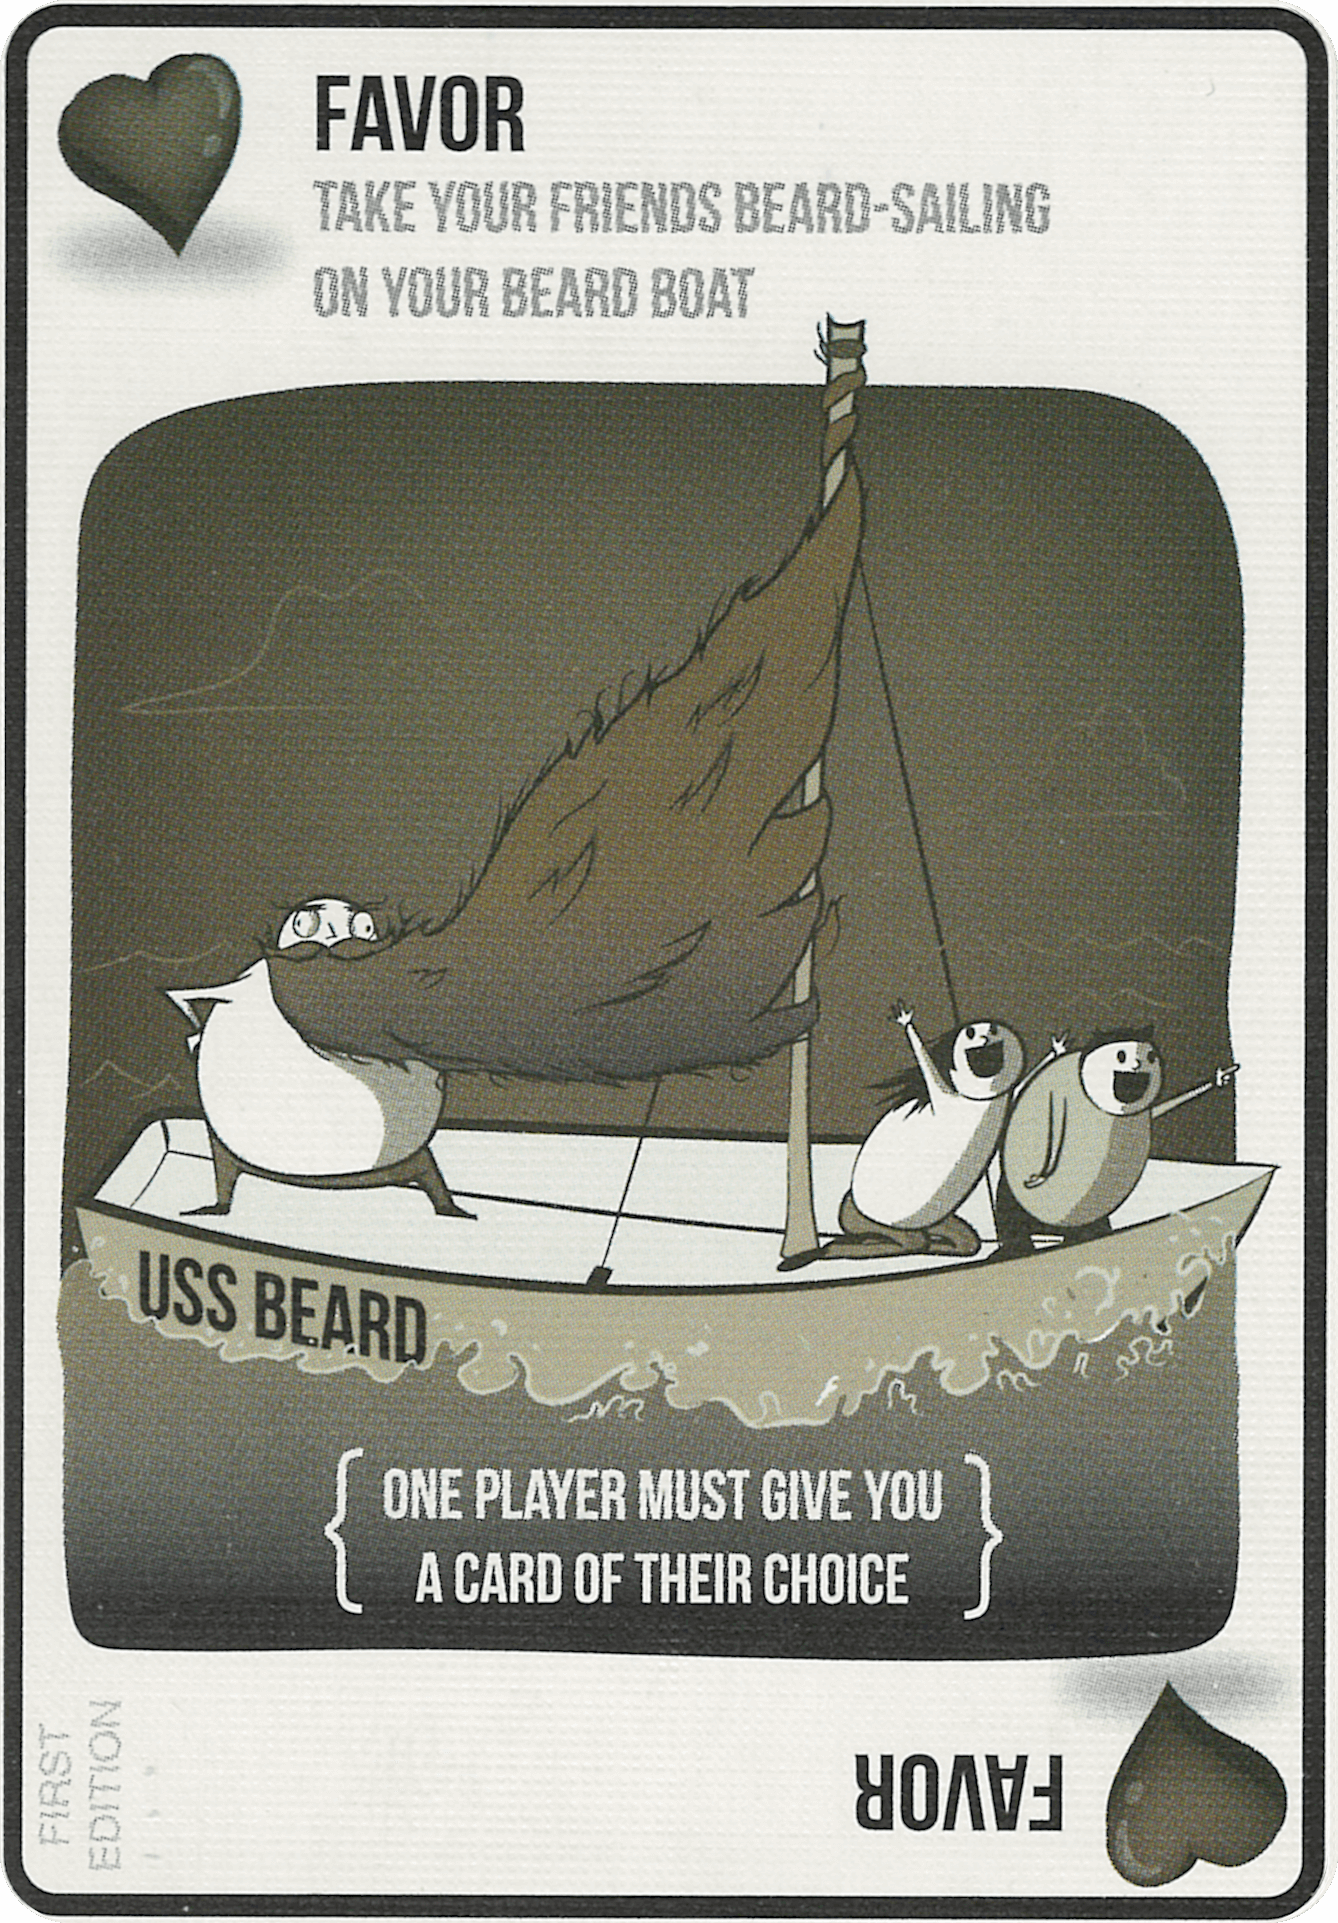 FAVOR
TAKE YOUR FRIENDS BEARD-SAILING
ON YOUR BEARD BOAT
USS BEARD
ONE PLAYER MUST GIVE YOU
A CARD OF THEIR CHOICE
FIRST
EDITION
FAVOR